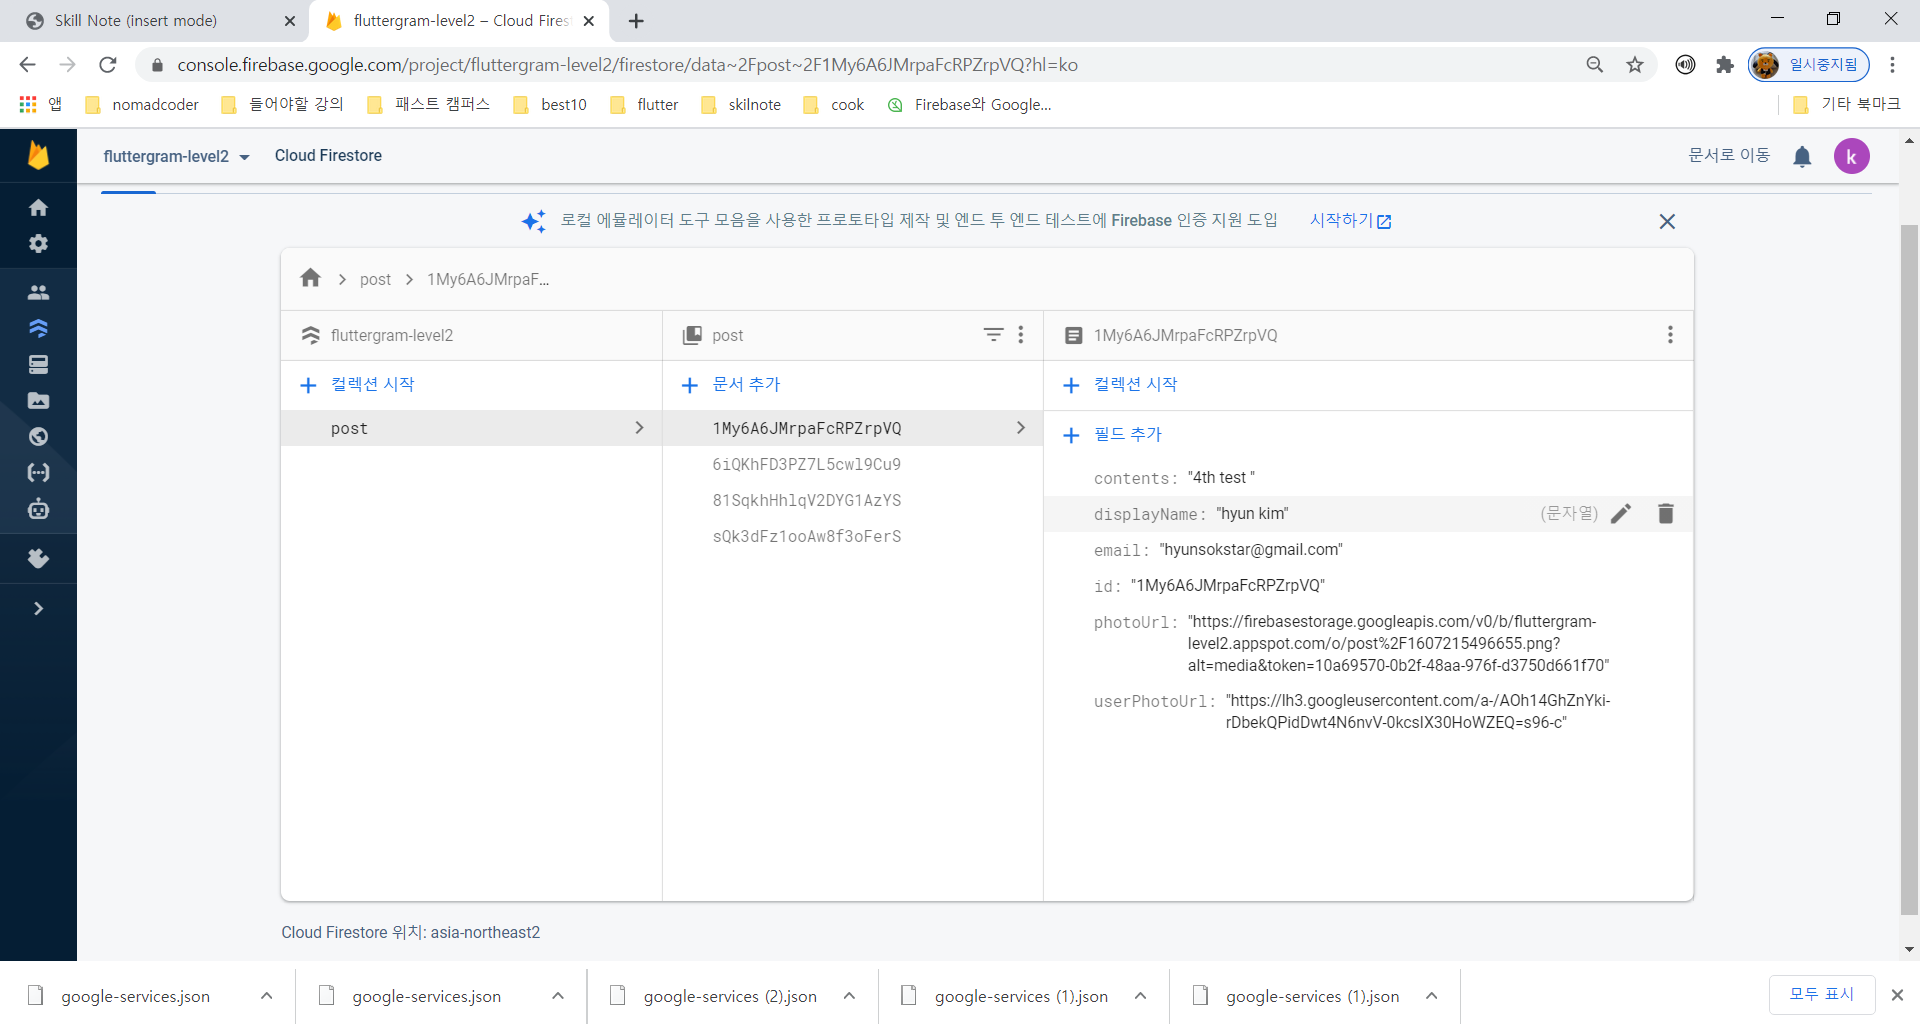 Skill Note (insert mode)
fluttergram-level2 – Cloud Fires
console.firebase.google.com/project/fluttergram-level2/firestore/data~2Fpost~2F1My6A6JMrpaFcRPZrpVQ?hl=ko
일시중지됨
앱
nomadcoder
들어야할 강의
패스트 캠퍼스
best10
flutter
skilnote
cook
Firebase와 Google...
기타 북마크
fluttergram-level2
Cloud Firestore
문서로 이동
k
로컬 에뮬레이터 도구 모음을 사용한 프로토타입 제작 및 엔드 투 엔드 테스트에 Firebase 인증 지원 도입
시작하기
post
1My6A6JMrpaF...
fluttergram-level2
post
1My6A6JMrpaFcRPZrpVQ
컬렉션 시작
문서 추가
컬렉션 시작
post
1My6A6JMrpaFcRPZrpVQ
6iQKhFD3PZ7L5cwl9Cu9
81SqkhHhlqV2DYG1AzYS
sQk3dFz1ooAw8f3oFerS
필드 추가
contents: "4th test "
displayName: "hyun kim"
(문자열)
email: "hyunsokstar@gmail.com"
id: "1My6A6JMrpaFcRPZrpVQ"
photoUrl: "https://firebasestorage.googleapis.com/v0/b/fluttergram-
level2.appspot.com/o/post%2F1607215496655.png?
alt=media&token=10a69570-0b2f-48aa-976f-d3750d661f70"
userPhotoUrl: "https://lh3.googleusercontent.com/a-/AOh14GhZnYki-
rDbekQPidDwt4N6nvV-0kcsIX30HoWZEQ=s96-c"
Cloud Firestore 위치: asia-northeast2
google-services.json
google-services.json
google-services (2).json
google-services (1).json
google-services (1).json
모두 표시